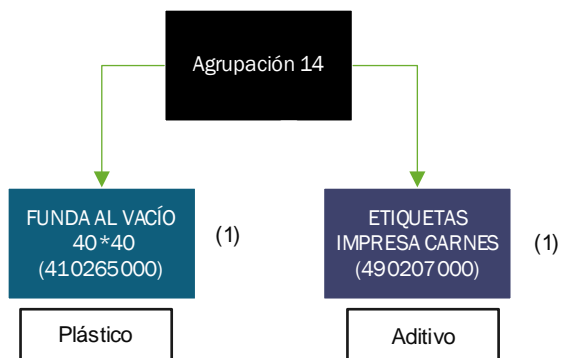 Agrupación 14
FUNDA AL VACÍO
40*40
(410265000)
(1)
ETIQUETAS
IMPRESA CARNES
(490207000)
(1)
Plástico
Aditivo